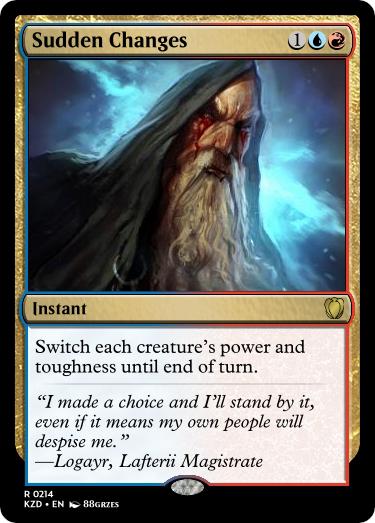 Sudden Changes 1
Instant
Switch each creature's power and
toughness until end of turn.
"I made a choice and I'll stand by it,
even if it means my own people will
despise me."
—Logayr, Lafterii Magistrate
R 0214
KZD • EN 88GRZES